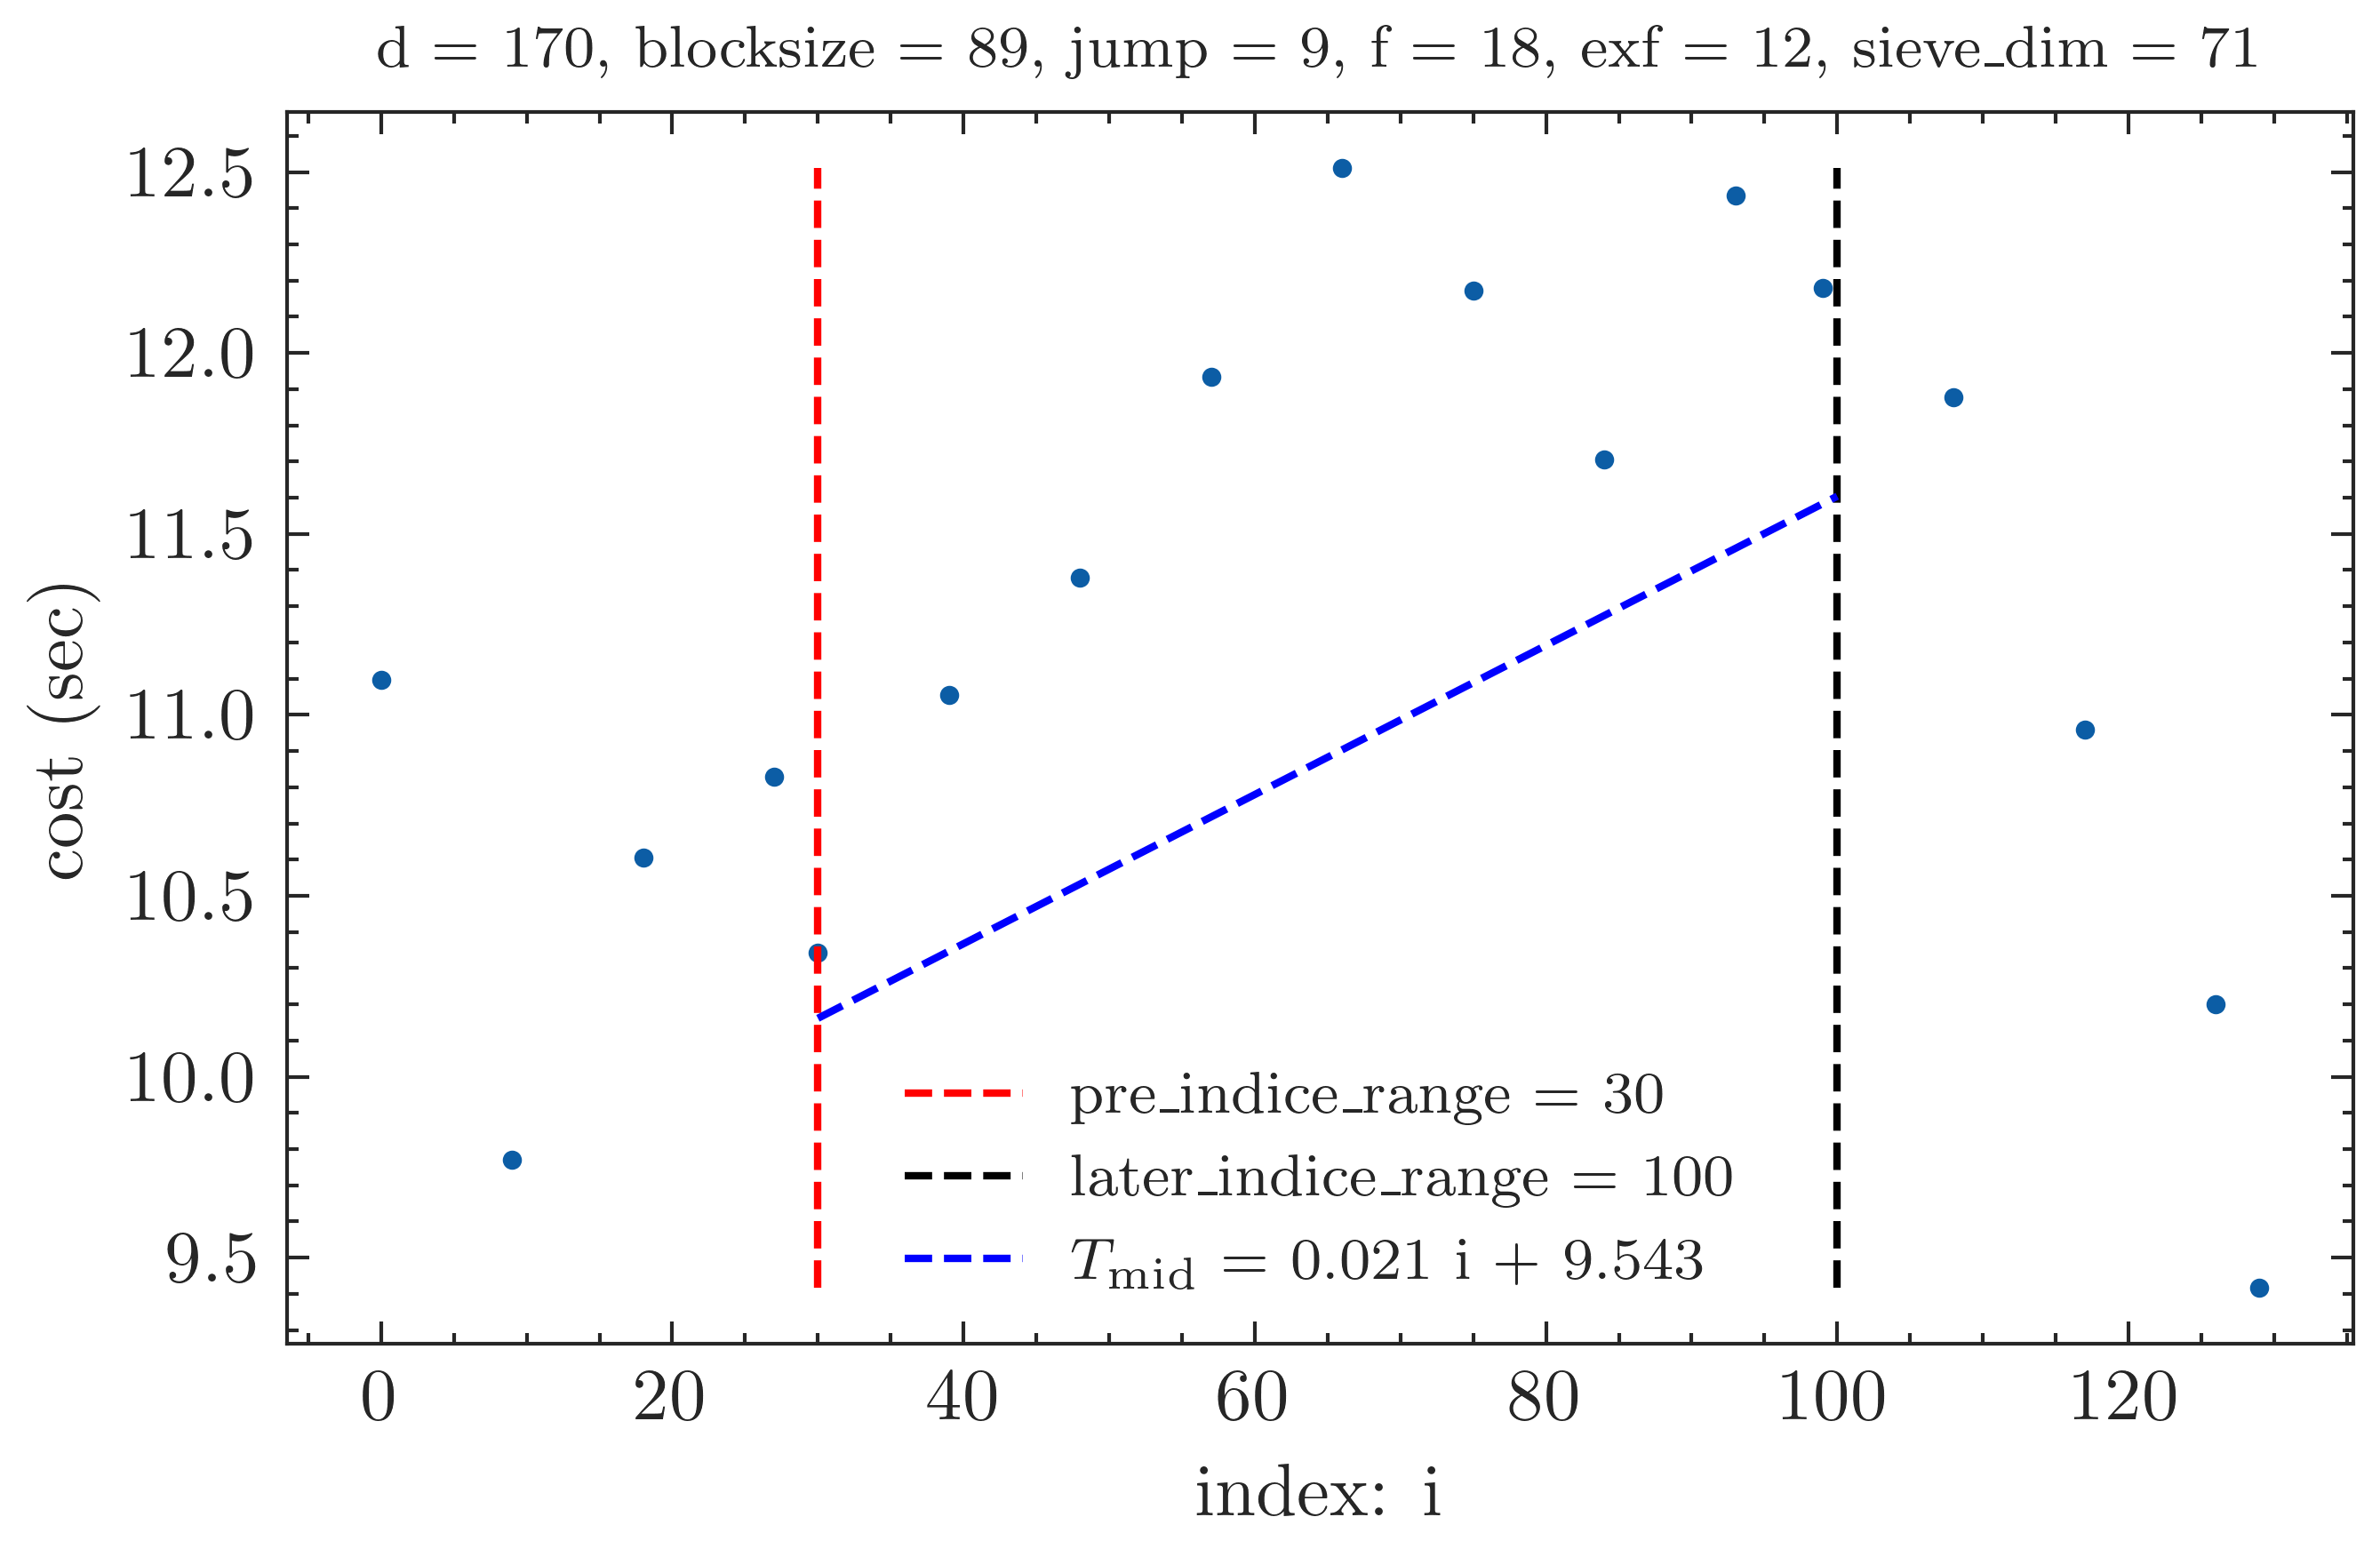 d = 170, blocksize = 89, jump = 9, f = 18, exf = 12, sieve_dim = 71
12.5
12.0
11.5
11.0
10.5
10.0
9.5
cost (sec)
pre_indice_range = 30
later_indice_range = 100
T_mid = 0.021 i + 9.543
0 20 40 60 80 100 120
index: i